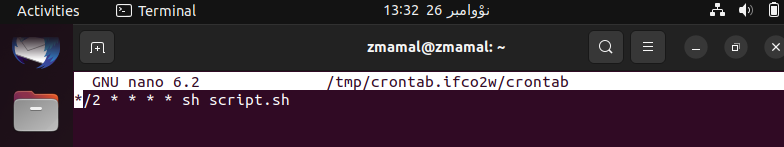 Activities Terminal 13:32 26 نۆڤامبر
zmamal@zmamal: ~
GNU nano 6.2 /tmp/crontab.ifco2w/crontab
*/2 * * * * sh script.sh